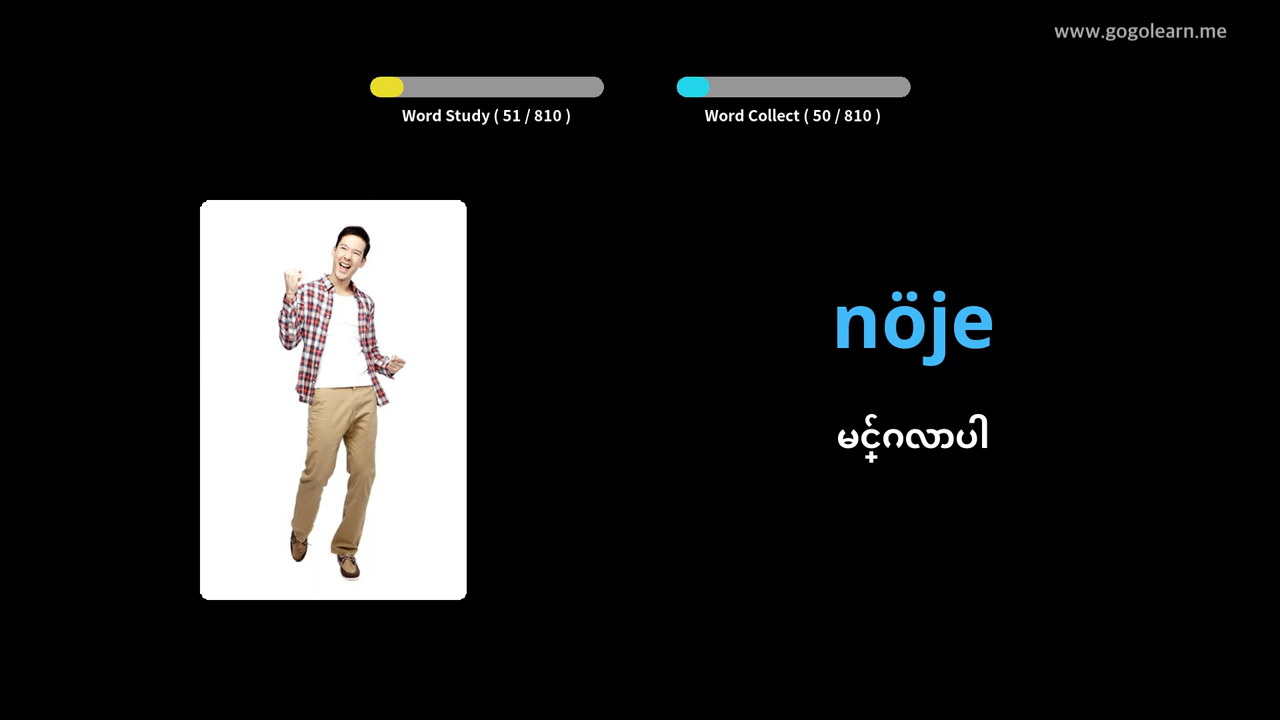 www.gogolearn.me
Word Study ( 51 / 810 )
Word Collect ( 50 / 810 )
nöje
မင်္ဂလာပါ